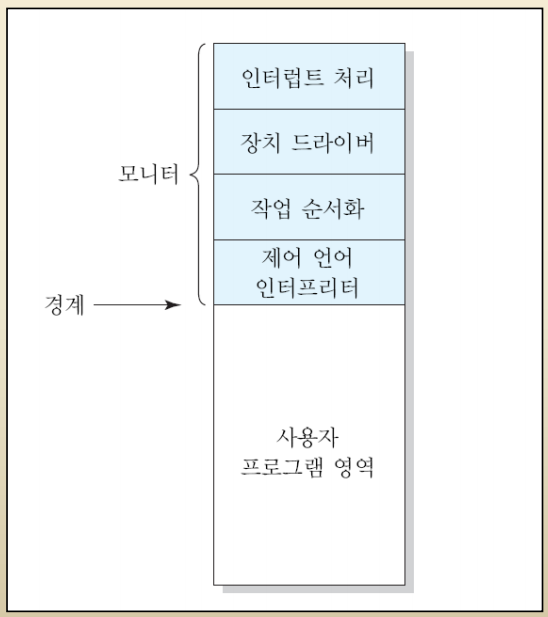 인터럽트 처리
장치 드라이버
모니터
작업 순서화
제어 언어
인터프리터
경계
사용자
프로그램 영역